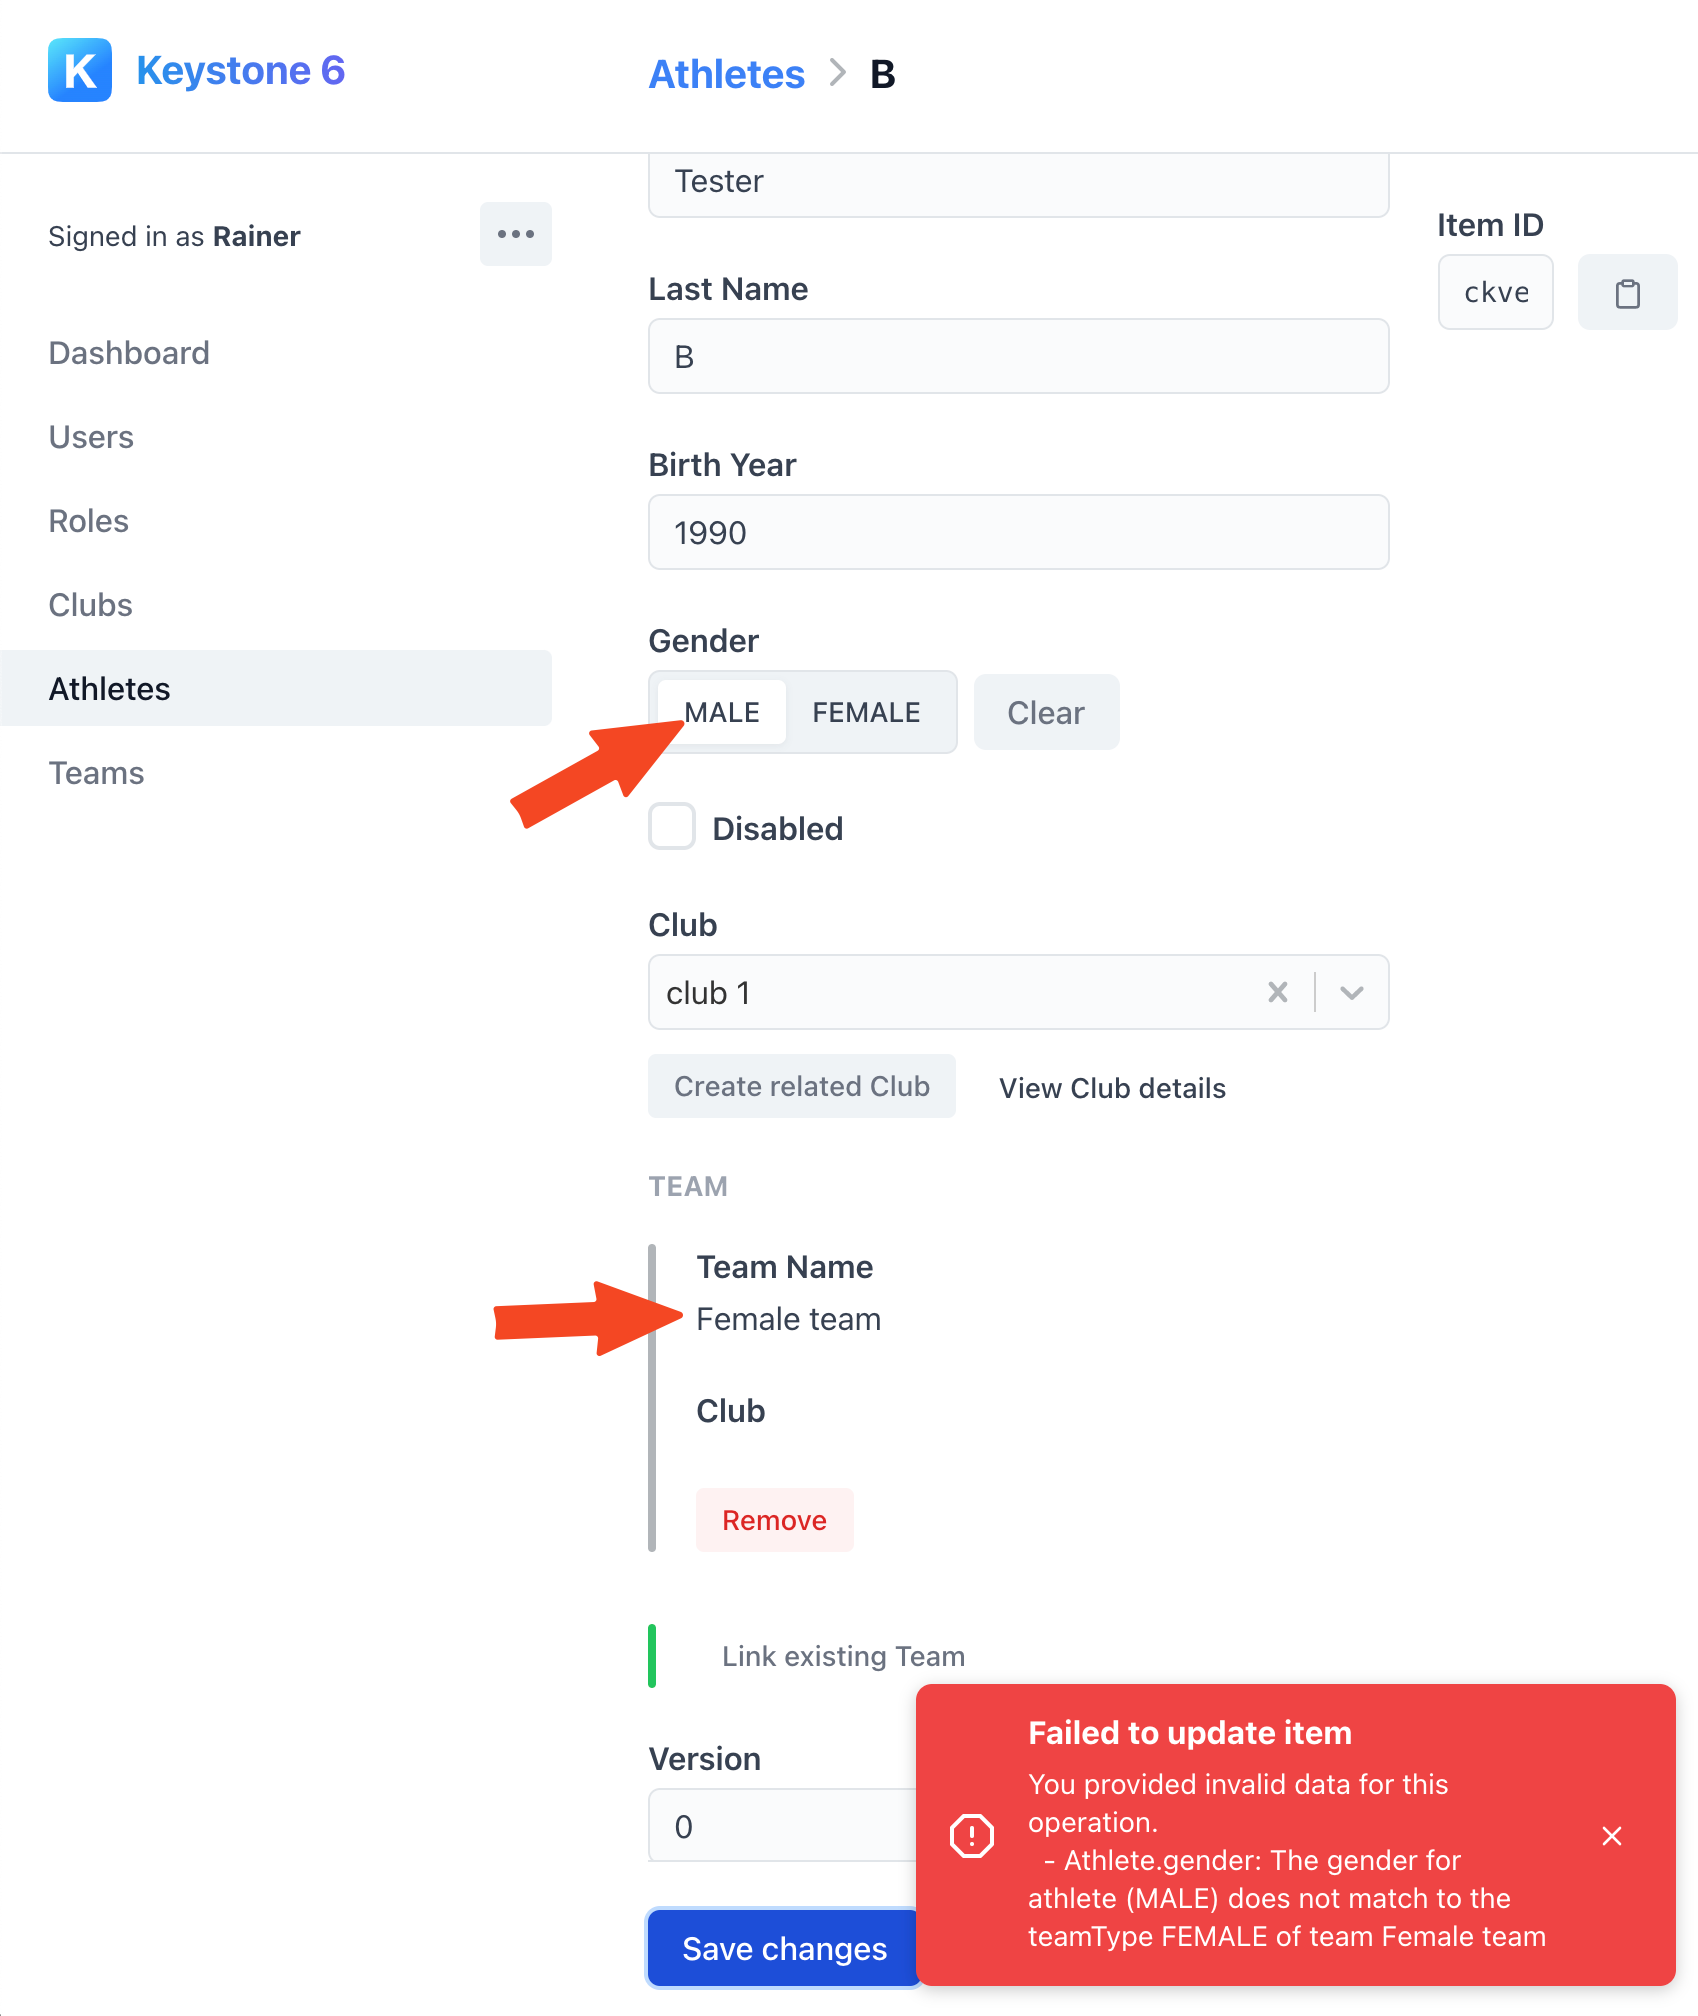 K Keystone 6
Athletes > B
Signed in as Rainer
Dashboard
Users
Roles
Clubs
Athletes
Teams
Tester
Item ID
ckve
Last Name
B
Birth Year
1990
Gender
MALE FEMALE Clear
Disabled
Club
club 1
Create related Club View Club details
TEAM
Team Name
Female team
Club
Remove
Link existing Team
Version
0
Save changes
Failed to update item
You provided invalid data for this
operation.
- Athlete.gender: The gender for
athlete (MALE) does not match to the
teamType FEMALE of team Female team